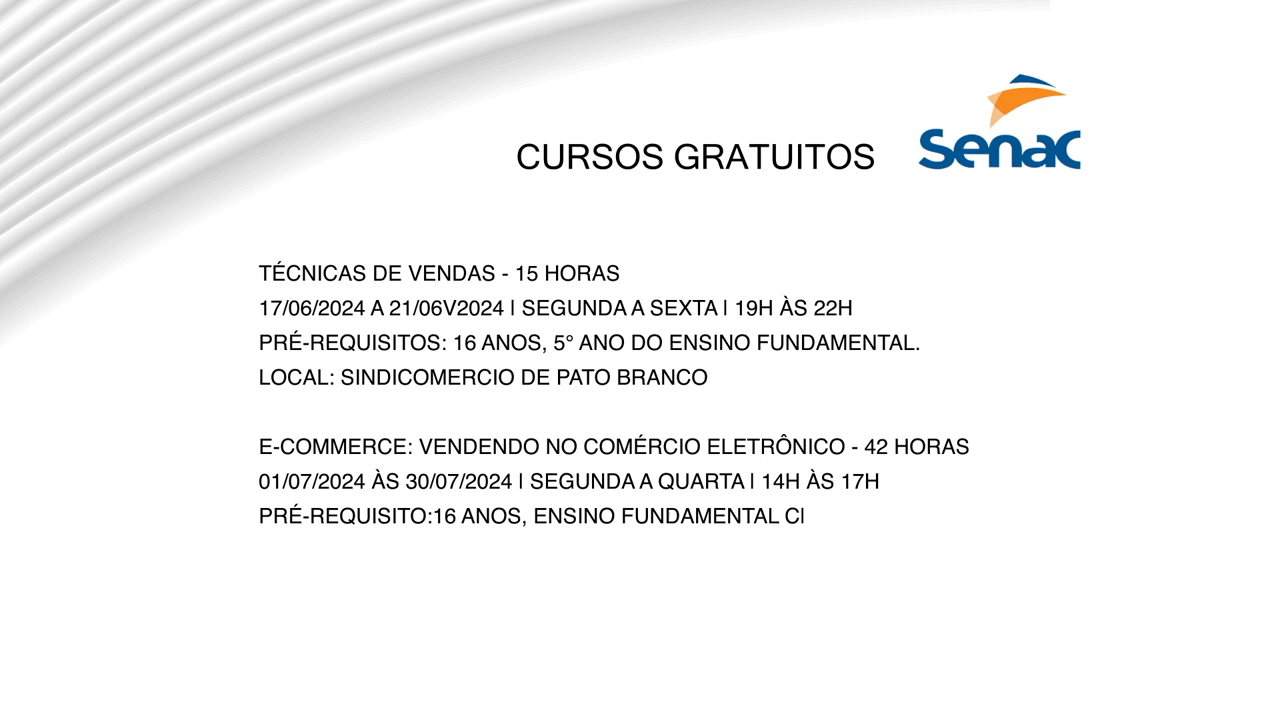 CURSOS GRATUITOS
Senac
TÉCNICAS DE VENDAS - 15 HORAS
17/06/2024 A 21/06V2024 | SEGUNDA A SEXTA | 19H ÀS 22H
PRÉ-REQUISITOS: 16 ANOS, 5° ANO DO ENSINO FUNDAMENTAL.
LOCAL: SINDICOMERCIO DE PATO BRANCO
E-COMMERCE: VENDENDO NO COMÉRCIO ELETRÔNICO - 42 HORAS
01/07/2024 ÀS 30/07/2024 | SEGUNDA A QUARTA | 14H ÀS 17H
PRÉ-REQUISITO:16 ANOS, ENSINO FUNDAMENTAL C|